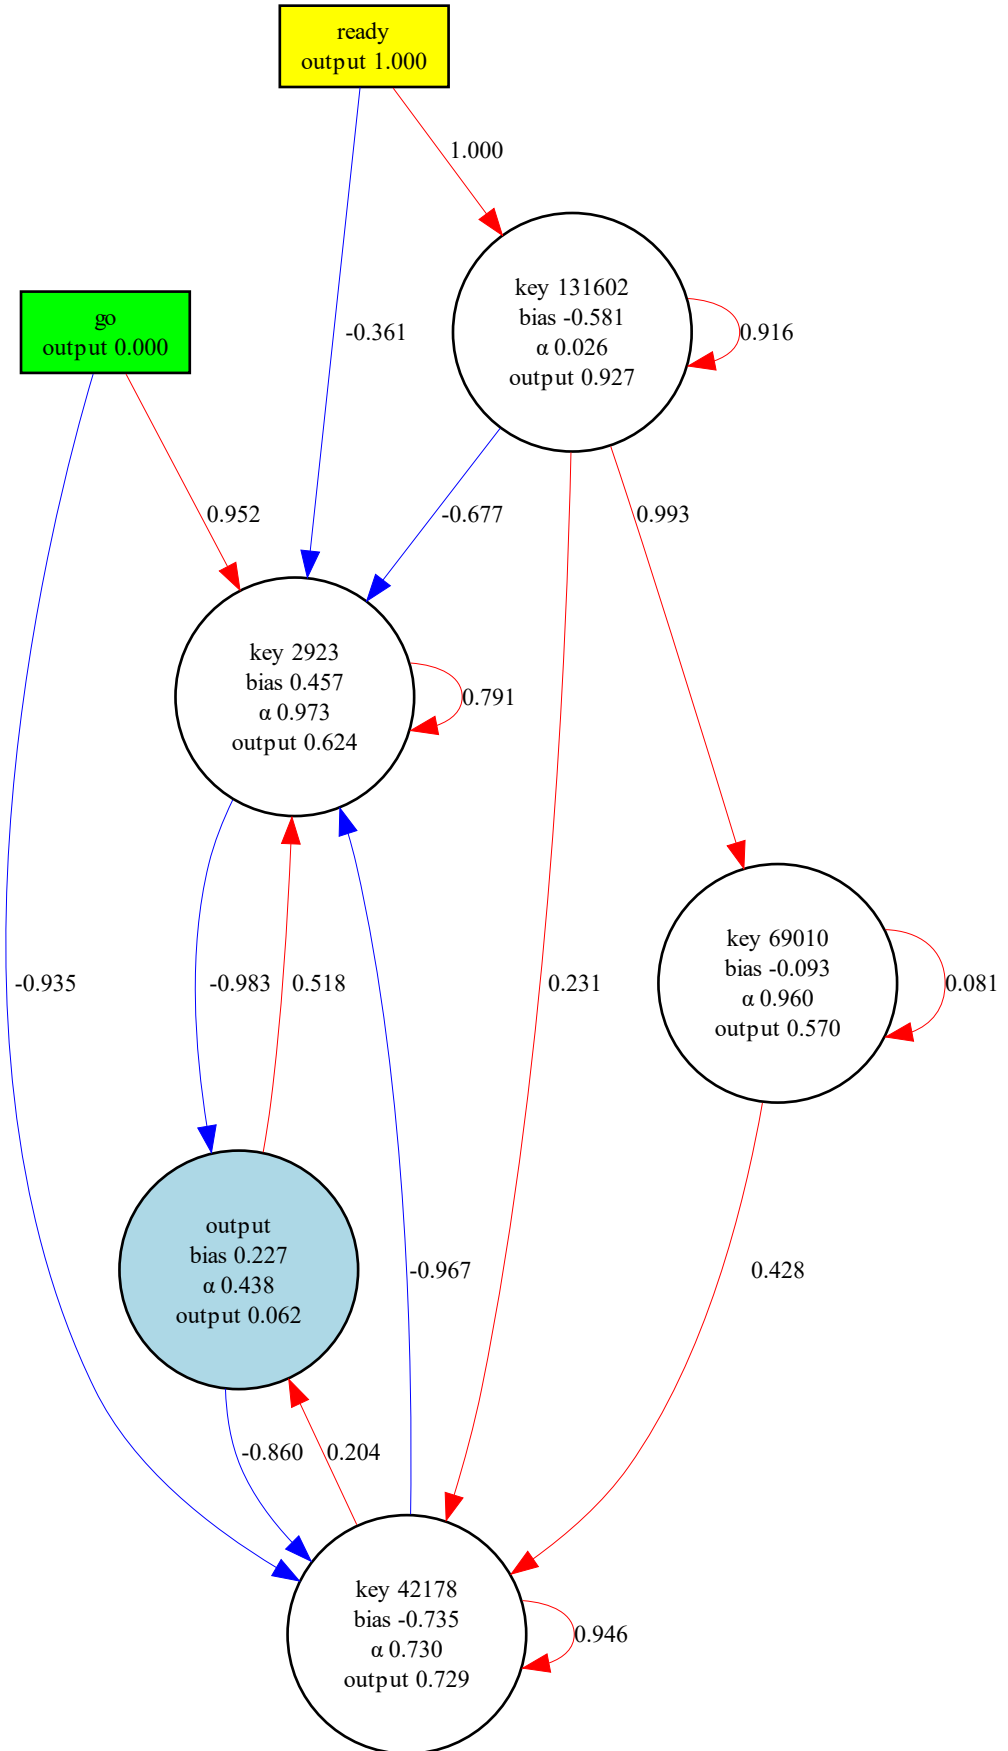 ready
output 1.000
1.000
go
output 0.000
-0.361
key 131602
bias -0.581
α 0.026
output 0.927
0.916
0.952
-0.677
0.993
key 2923
bias 0.457
α 0.973
output 0.624
0.791
-0.935
-0.983
0.518
0.231
key 69010
bias -0.093
α 0.960
output 0.570
0.081
output
bias 0.227
α 0.438
output 0.062
-0.967
0.428
-0.860
0.204
key 42178
bias -0.735
α 0.730
output 0.729
0.946